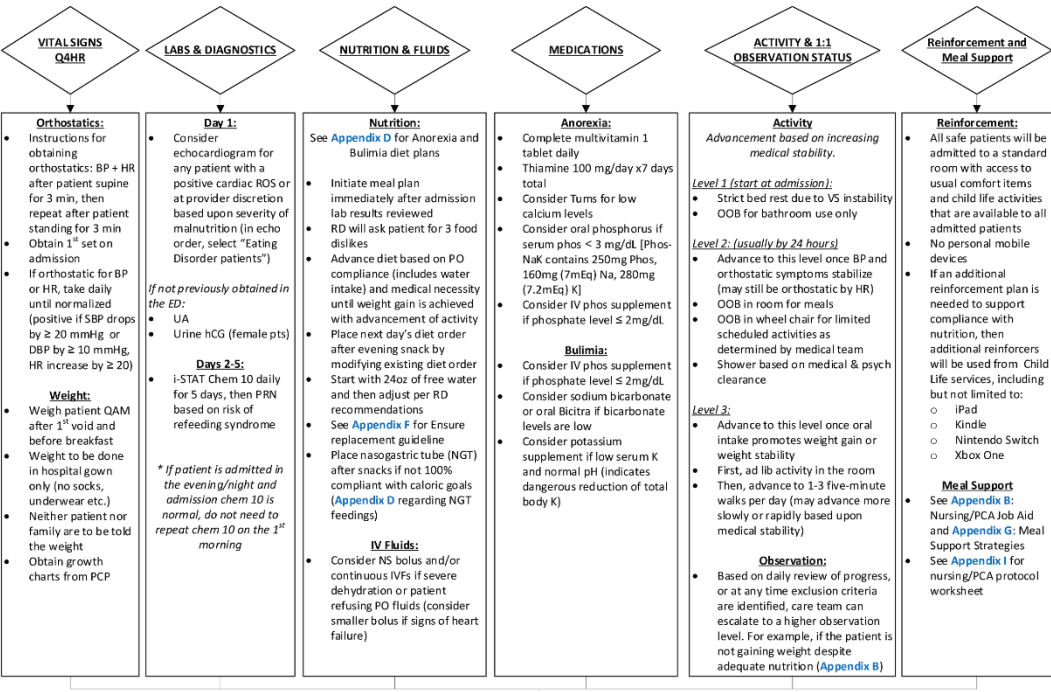 VITAL SIGNS
Q4HR
LABS & DIAGNOSTICS
NUTRITION & FLUIDS
MEDICATIONS
ACTIVITY & 1:1
OBSERVATION STATUS
Reinforcement and
Meal Support
Orthostatics:
• Instructions for
obtaining
orthostatics: BP + HR
after patient supine
for 3 min, then
repeat after patient
standing for 3 min
• Obtain 1st set on
admission
• If orthostatic for BP
or HR, take daily
until normalized
(positive if SBP drops
by ≥ 20 mmHg or
DBP by ≥ 10 mmHg,
HR increase by ≥ 20)
Weight:
• Weigh patient QAM
after 1st void and
before breakfast
• Weight to be done
in hospital gown
only (no socks,
underwear etc.)
• Neither patient nor
family are to be told
the weight
• Obtain growth
charts from PCP
Day 1:
• Consider
echocardiogram for
any patient with a
positive cardiac ROS or
at provider discretion
based upon severity of
malnutrition (in echo
order, select “Eating
Disorder patients”)
If not previously obtained in
the ED:
• UA
• Urine hCG (female pts)
Days 2-5:
• i-STAT Chem 10 daily
for 5 days, then PRN
based on risk of
refeeding syndrome
* If patient is admitted in
the evening/night and
admission chem 10 is
normal, do not need to
repeat chem 10 on the 1st
morning
Nutrition:
See Appendix D for Anorexia and
Bulimia diet plans
• Initiate meal plan
immediately after admission
lab results reviewed
• RD will ask patient for 3 food
dislikes
• Advance diet based on PO
compliance (includes water
intake) and medical necessity
until weight gain is achieved
with advancement of activity
• Place next day’s diet order
after evening snack by
modifying existing diet order
• Start with 24oz of free water
and then adjust per RD
recommendations
• See Appendix F for Ensure
replacement guideline
• Place nasogastric tube (NGT)
after snacks if not 100%
compliant with caloric goals
(Appendix D regarding NGT
feedings)
IV Fluids:
• Consider NS bolus and/or
continuous IVFs if severe
dehydration or patient
refusing PO fluids (consider
smaller bolus if signs of heart
failure)
Anorexia:
• Complete multivitamin 1
tablet daily
• Thiamine 100 mg/day x7 days
total
• Consider Tums for low
calcium levels
• Consider oral phosphorus if
serum phos < 3 mg/dL [Phos-
NaK contains 250mg Phos,
160mg (7mEq) Na, 280mg
(7.2mEq) K]
• Consider IV phos supplement
if phosphate level ≤ 2mg/dL
Bulimia:
• Consider IV phos supplement
if phosphate level ≤ 2mg/dL
• Consider sodium bicarbonate
or oral Bicitra if bicarbonate
levels are low
• Consider potassium
supplement if low serum K
and normal pH (indicates
dangerous reduction of total
body K)
Activity
Advancement based on increasing
medical stability.
Level 1 (start at admission):
• Strict bed rest due to VS instability
• OOB for bathroom use only
Level 2: (usually by 24 hours)
• Advance to this level once BP and
orthostatic symptoms stabilize
(may still be orthostatic by HR)
• OOB in room for meals
• OOB in wheel chair for limited
scheduled activities as
determined by medical team
• Shower based on medical & psych
clearance
Level 3:
• Advance to this level once oral
intake promotes weight gain or
weight stability
• First, ad lib activity in the room
• Then, advance to 1-3 five-minute
walks per day (may advance more
slowly or rapidly based upon
medical stability)
Observation:
• Based on daily review of progress,
or at any time exclusion criteria
are identified, care team can
escalate to a higher observation
level. For example, if the patient is
not gaining weight despite
adequate nutrition (Appendix B)
Reinforcement:
• All safe patients will be
admitted to a standard
room with access to
usual comfort items
and child life activities
that are available to all
admitted patients
• No personal mobile
devices
• If an additional
reinforcement plan is
needed to support
compliance with
nutrition, then
additional reinforcers
will be used from Child
Life services, including
but not limited to:
o iPad
o Kindle
o Nintendo Switch
o Xbox One
Meal Support
• See Appendix B:
Nursing/PCA Job Aid
and Appendix G: Meal
Support Strategies
• See Appendix I for
nursing/PCA protocol
worksheet